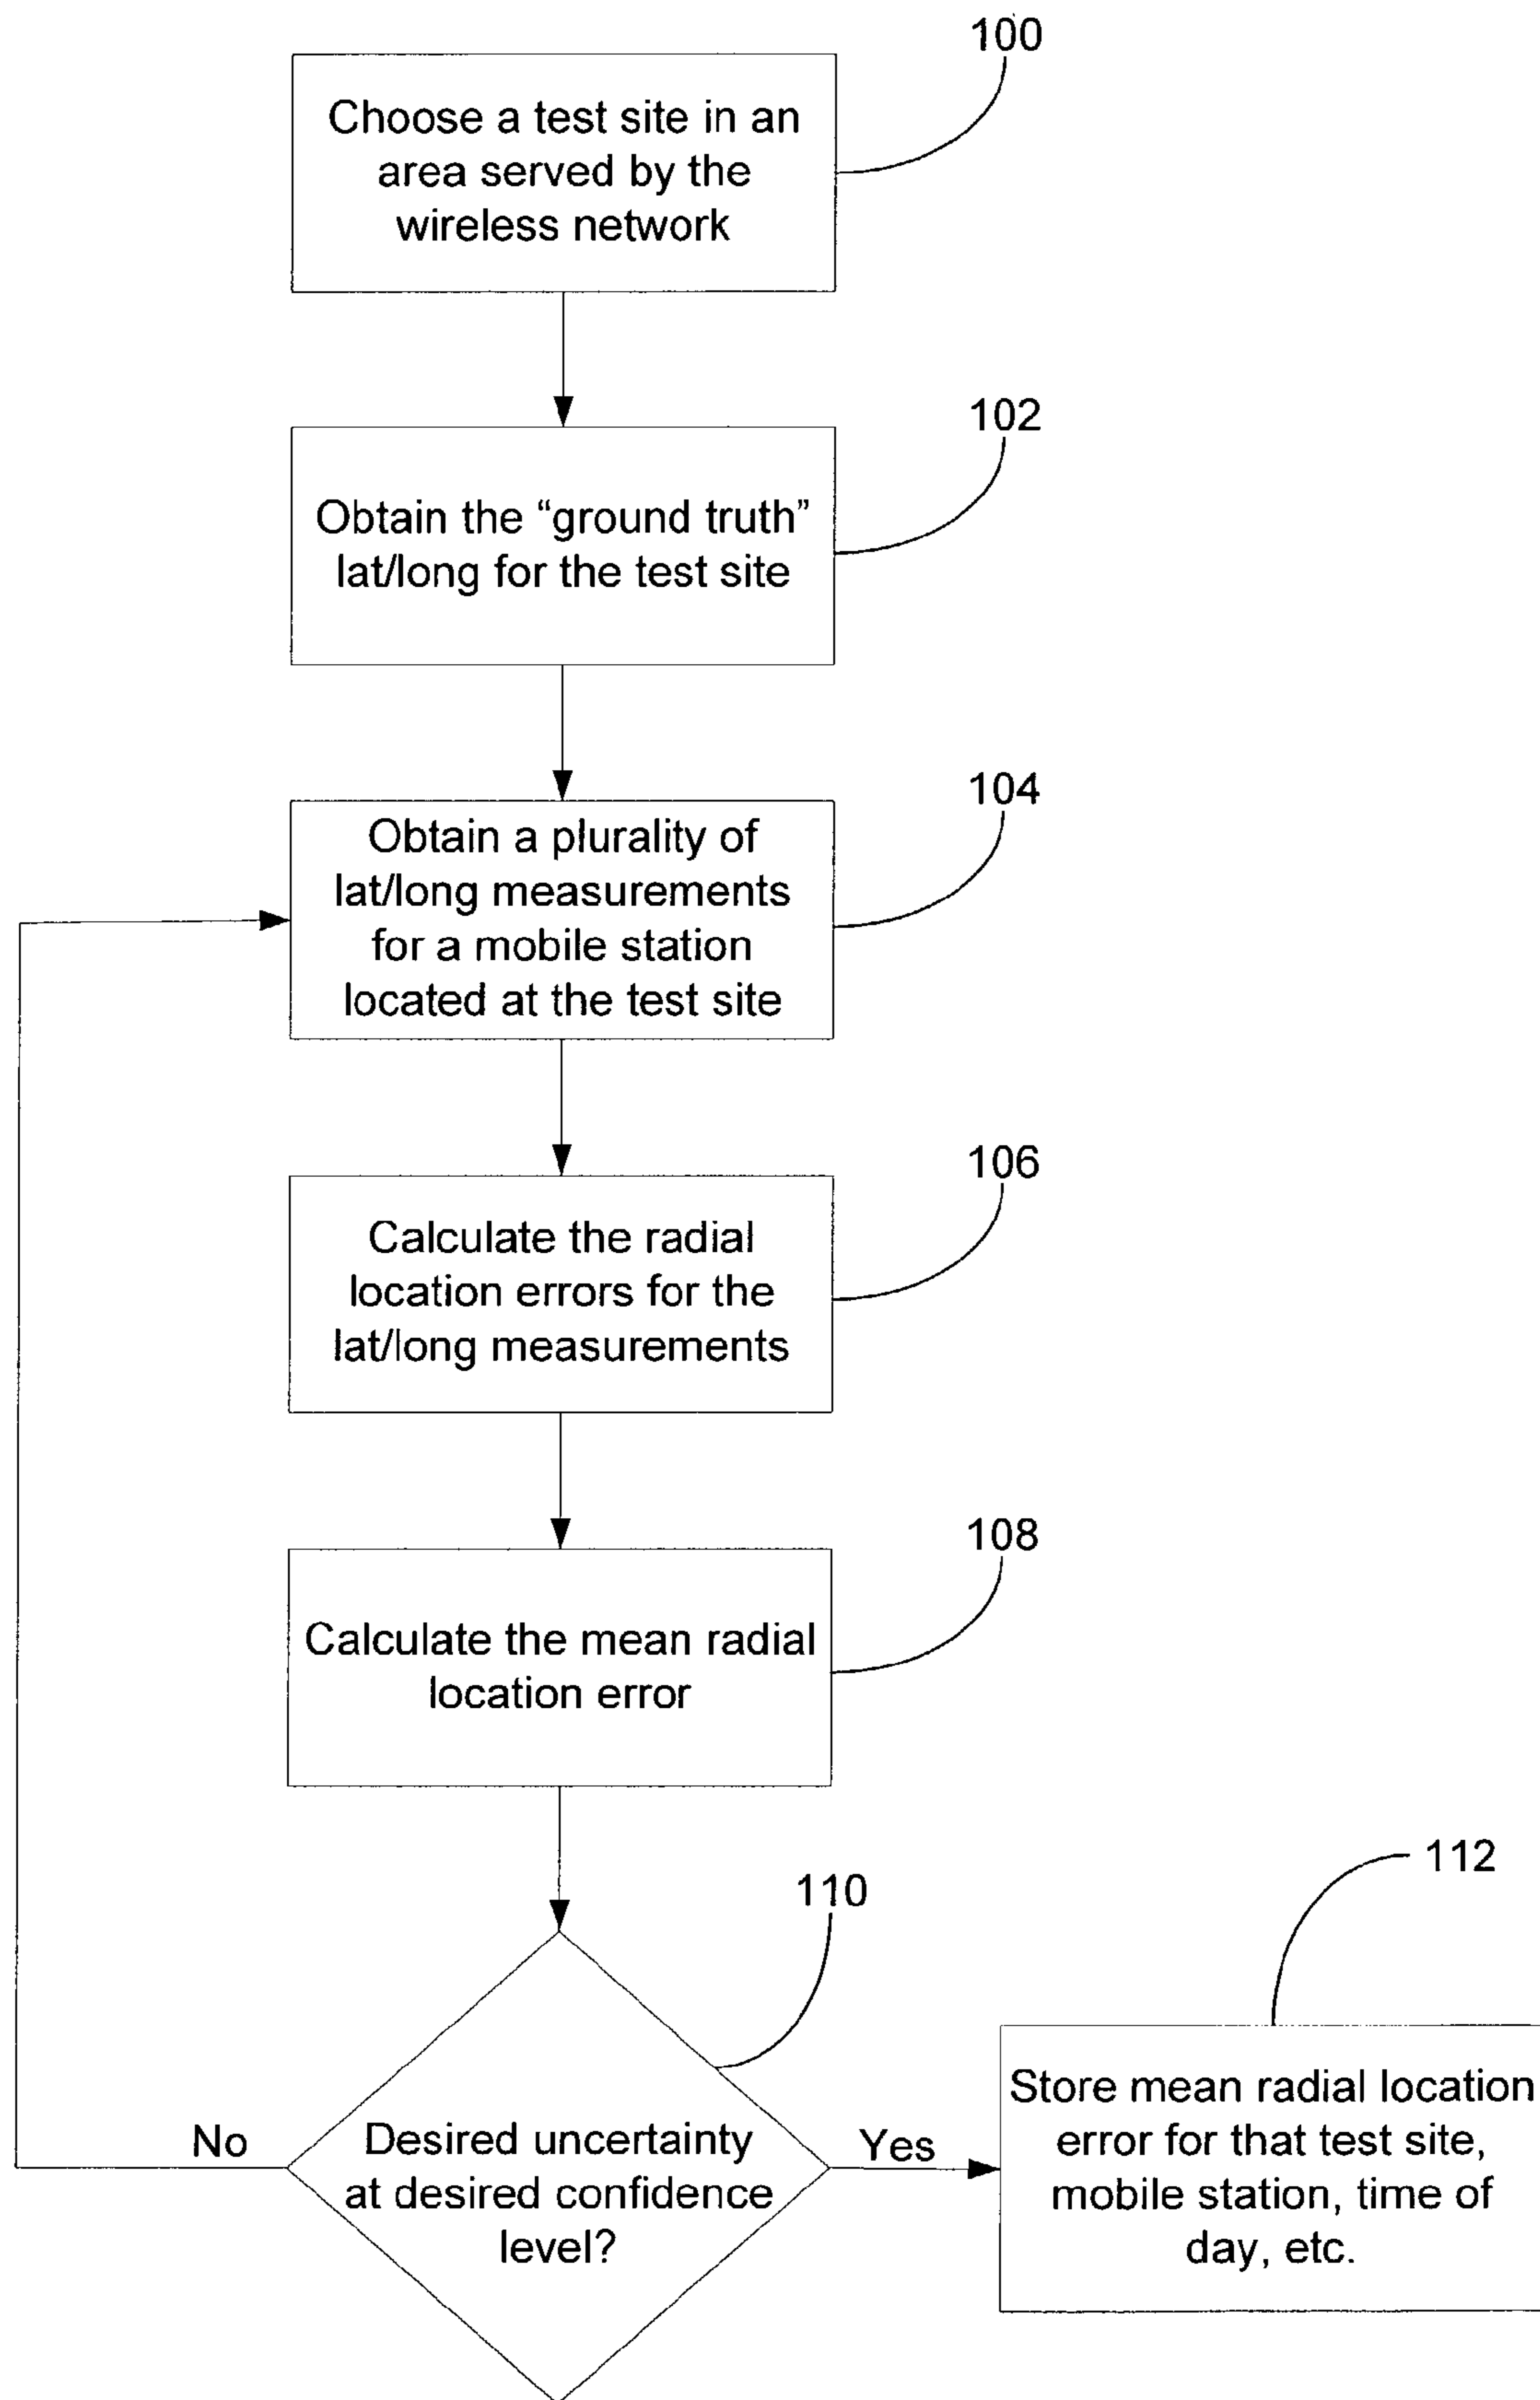 100
Choose a test site in an
area served by the
wireless network
102
Obtain the “ground truth”
lat/long for the test site
104
Obtain a plurality of
lat/long measurements
for a mobile station
located at the test site
106
Calculate the radial
location errors for the
lat/long measurements
108
Calculate the mean radial
location error
110
Desired uncertainty
at desired confidence
level?
No
Yes
112
Store mean radial location
error for that test site,
mobile station, time of
day, etc.